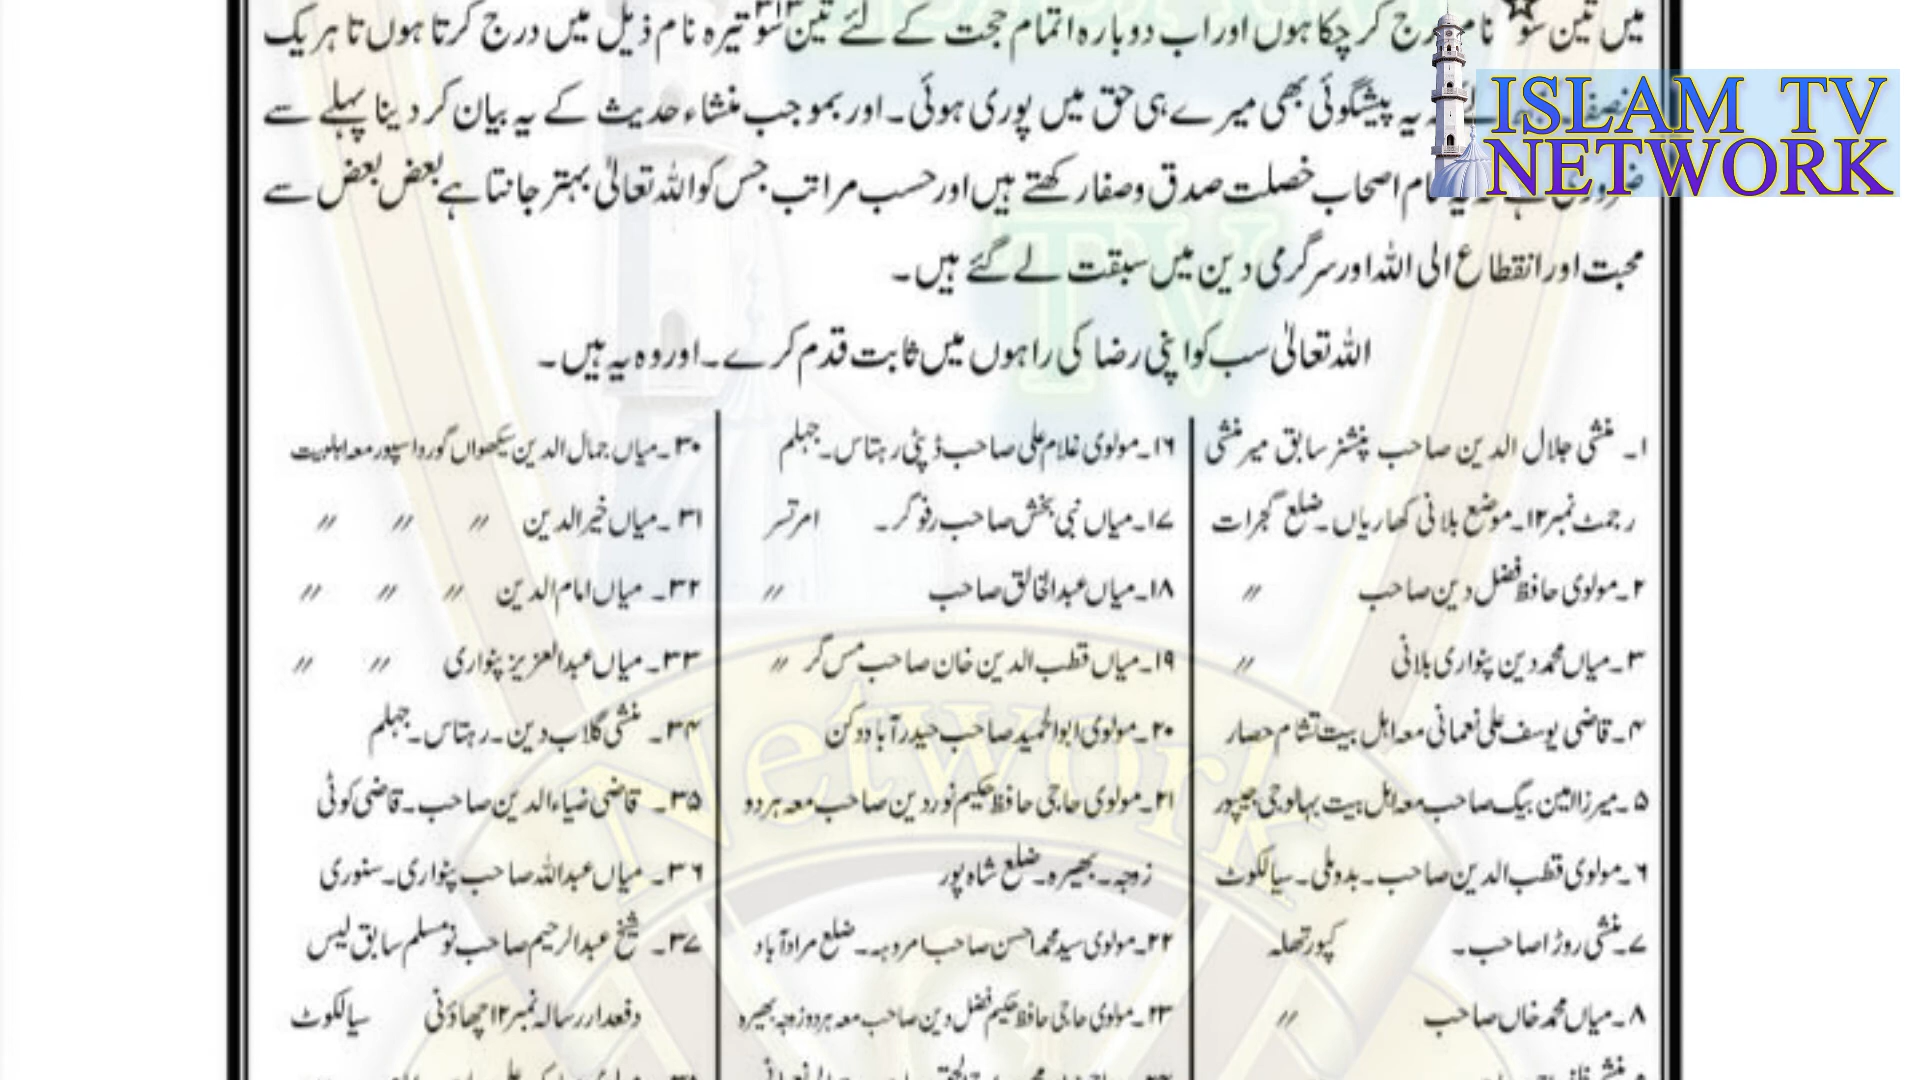 میں تین سو نام درج کر چکا ہوں اور اب دوبارہ اتمام حجت کے لئے تین سو تیرہ ۳۱۳ نام ذیل میں درج کرتا ہوں تا ہریک
یہ پیشگوئی بھی میرے ہی حق میں پوری ہوئی۔ اور بموجب منشاء حدیث کے یہ بیان کر دینا پہلے سے
اصحاب خصلت صدق و صفا رکھتے ہیں اور حسب مراتب جس کو اللہ تعالیٰ بہتر جانتا ہے بعض بعض سے
محبت اور انقطاع الی اللہ اور سرگرمی دین میں سبقت لے گئے ہیں۔
اللہ تعالیٰ سب کو اپنی رضا کی راہوں میں ثابت قدم کرے۔ اور وہ یہ ہیں۔
۱۔ منشی جلال الدین صاحب پنشنر سابق میر منشی
رجمٹ نمبر ۱۲۔ موضع بلانی کھاریاں۔ ضلع گجرات
۲۔ مولوی حافظ فضل دین صاحب 〃
۳۔ میاں محمد دین پٹواری بلانی 〃
۴۔ قاضی یوسف علی نعمانی معہ اہل بیت تشام حصار
۵۔ میرزا امین بیگ صاحب معہ اہل بیت بہالوجی جیپور
۶۔ مولوی قطب الدین صاحب۔ بدوملی۔ سیالکوٹ
۷۔ منشی روڑا صاحب۔ کپورتھلہ
۸۔ میاں محمد خاں صاحب 〃
۱۶۔ مولوی غلام علی صاحب ڈپٹی رہتاس۔ جہلم
۱۷۔ میاں نبی بخش صاحب رفوگر۔ امرتسر
۱۸۔ میاں عبدالخالق صاحب 〃
۱۹۔ میاں قطب الدین خان صاحب مس گر 〃
۲۰۔ مولوی ابوالحمید صاحب حیدرآباد دکن
۲۱۔ مولوی حاجی حافظ حکیم نوردین صاحب معہ ہر دو
زوجہ۔ بھیرہ۔ ضلع شاہ پور
۲۲۔ مولوی سید محمد احسن صاحب امروہہ۔ ضلع مرادآباد
۲۳۔ مولوی حاجی حافظ حکیم فضل دین صاحب معہ ہر دو زوجہ بھیرہ
۳۰۔ میاں جمال الدین سیکھواں گورداسپور معہ اہلبیت
۳۱۔ میاں خیر الدین 〃 〃 〃
۳۲۔ میاں امام الدین 〃 〃 〃
۳۳۔ میاں عبدالعزیز پٹواری 〃 〃
۳۴۔ منشی گلاب دین۔ رہتاس۔ جہلم
۳۵۔ قاضی ضیاءالدین صاحب۔ قاضی کوٹی
۳۶۔ میاں عبداللہ صاحب پٹواری۔ سنوری
۳۷۔ شیخ عبدالرحیم صاحب نومسلم سابق لیس
دفعدار رسالہ نمبر ۱۲ چھاؤنی سیالکوٹ
ISLAM TV
NETWORK
TV
Network